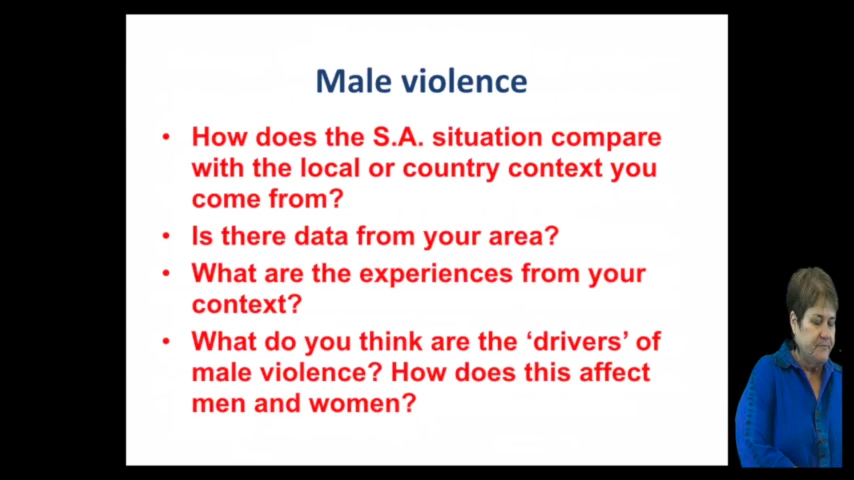 Male violence
• How does the S.A. situation compare
with the local or country context you
come from?
• Is there data from your area?
• What are the experiences from your
context?
• What do you think are the ‘drivers’ of
male violence? How does this affect
men and women?